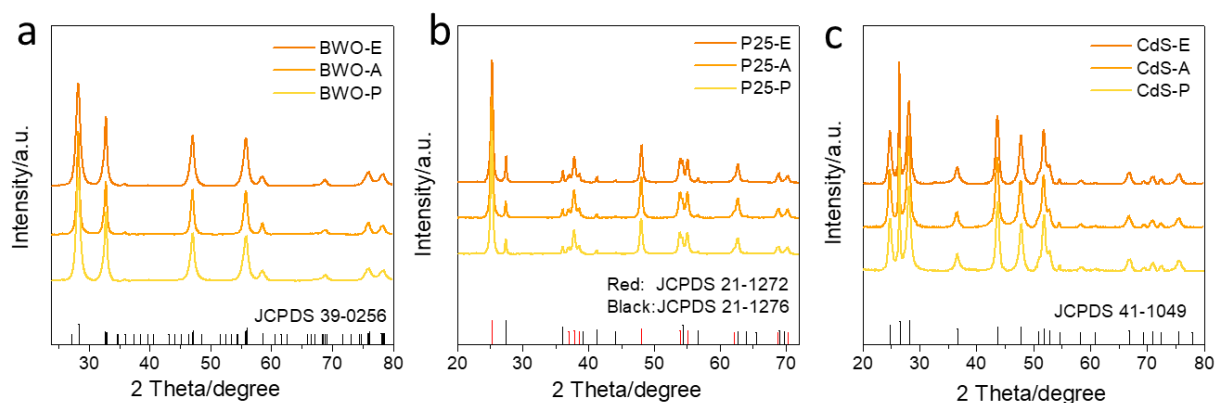 a
BWO-E
BWO-A
BWO-P
Intensity/a.u.
JCPDS 39-0256
30 40 50 60 70 80
2 Theta/degree
b
P25-E
P25-A
P25-P
Intensity/a.u.
Red: JCPDS 21-1272
Black:JCPDS 21-1276
20 30 40 50 60 70
2 Theta/degree
c
CdS-E
CdS-A
CdS-P
Intensity/a.u.
JCPDS 41-1049
20 30 40 50 60 70 80
2 Theta/degree